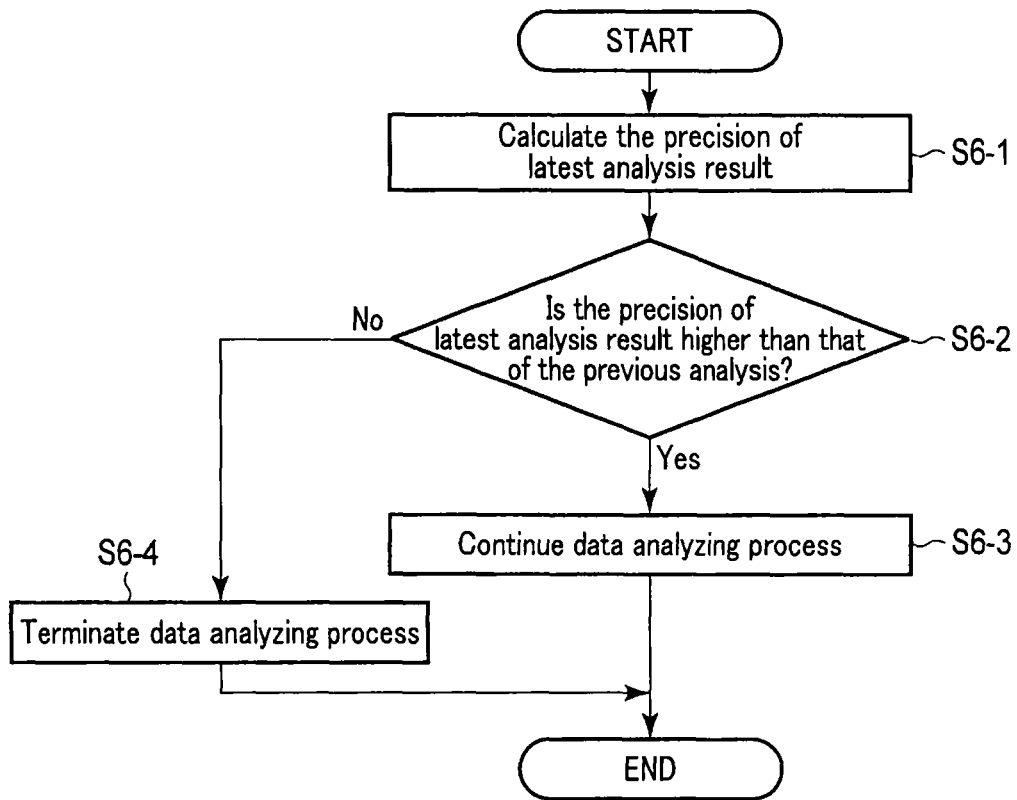 START
Calculate the precision of
latest analysis result
S6-1
Is the precision of
latest analysis result higher than that
of the previous analysis?
S6-2
No
Yes
Continue data analyzing process
S6-3
S6-4
Terminate data analyzing process
END